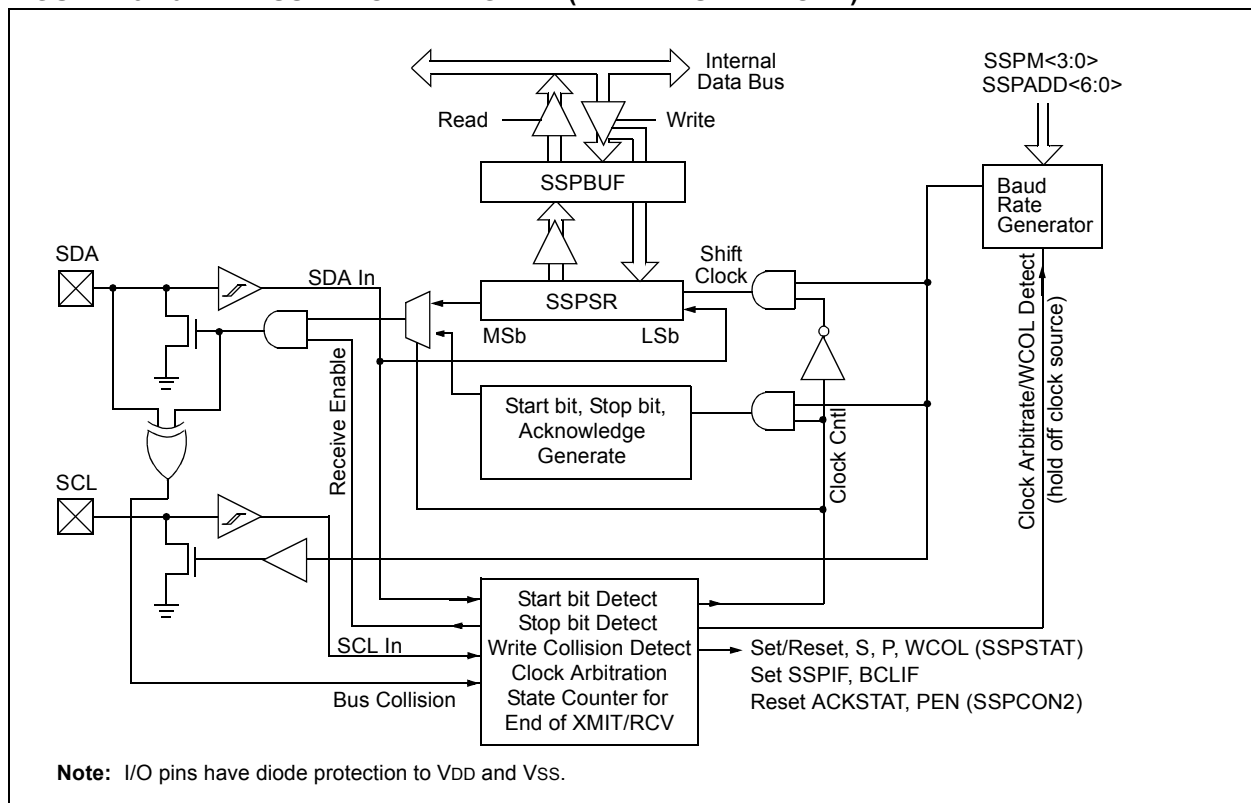 Internal
Data Bus
SSPM<3:0>
SSPADD<6:0>
Read
Write
SSPBUF
Baud
Rate
Generator
SDA
SDA In
Shift
Clock
SSPSR
MSb
LSb
Start bit, Stop bit,
Acknowledge
Generate
Receive Enable
Clock Cntl
Clock Arbitrate/WCOL Detect
(hold off clock source)
SCL
SCL In
Bus Collision
Start bit Detect
Stop bit Detect
Write Collision Detect
Clock Arbitration
State Counter for
End of XMIT/RCV
Set/Reset, S, P, WCOL (SSPSTAT)
Set SSPIF, BCLIF
Reset ACKSTAT, PEN (SSPCON2)
Note: I/O pins have diode protection to VDD and VSS.